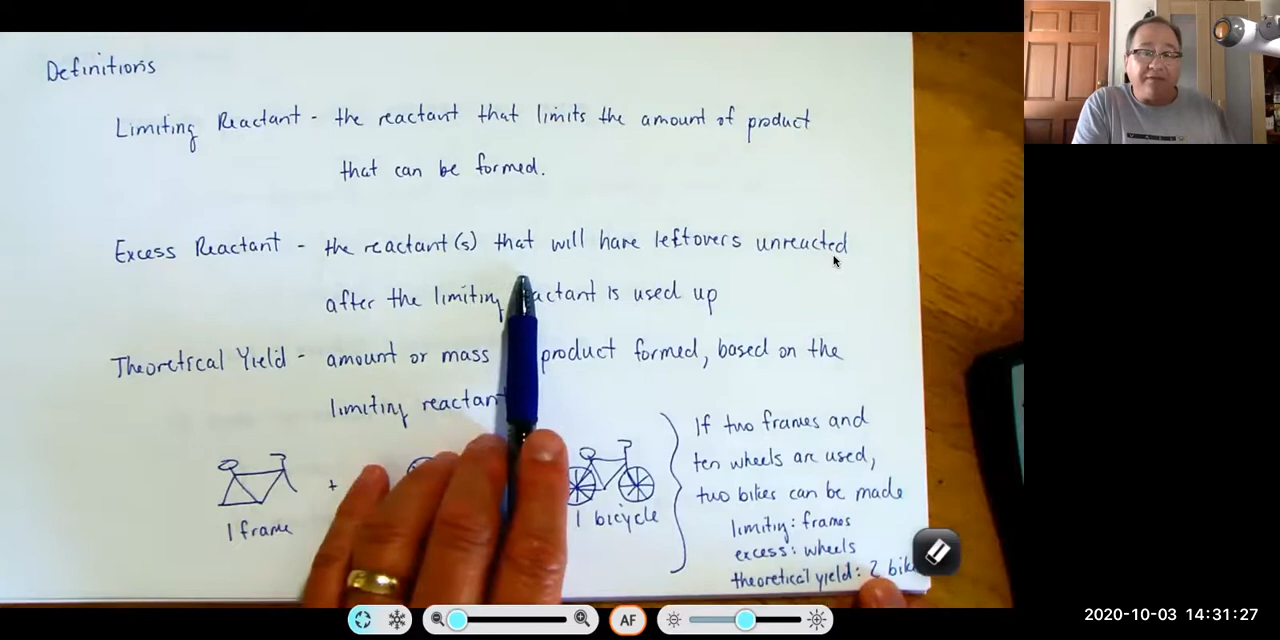 Definitions
Limiting Reactant - the reactant that limits the amount of product
that can be formed.
Excess Reactant - the reactant(s) that will have leftovers unreacted
after the limiting is used up
Theoretical Yield - amount or mass product formed, based on the
limiting
If two frames and
ten wheels are used,
+
two bikes can be made
1 frame
1 bicycle
limiting: frames
excess: wheels
theoretical yield: 2
AF
2020-10-03 14:31:27